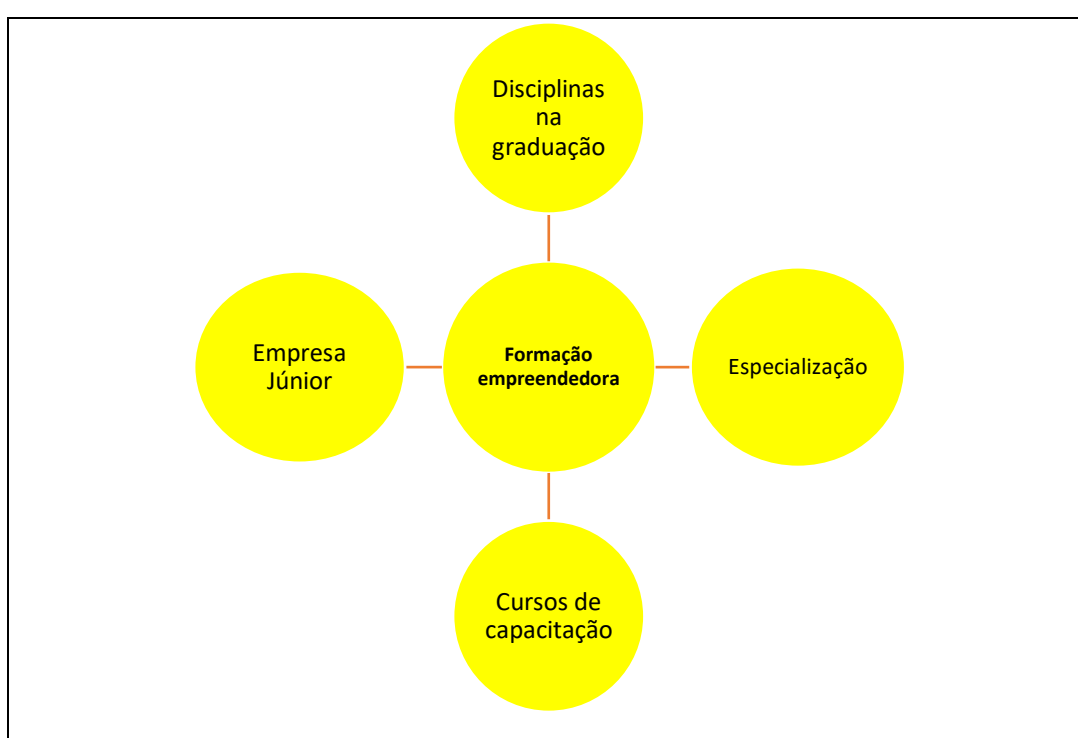 Disciplinas
na
graduação
Empresa
Júnior
Formação
empreendedora
Especialização
Cursos de
capacitação